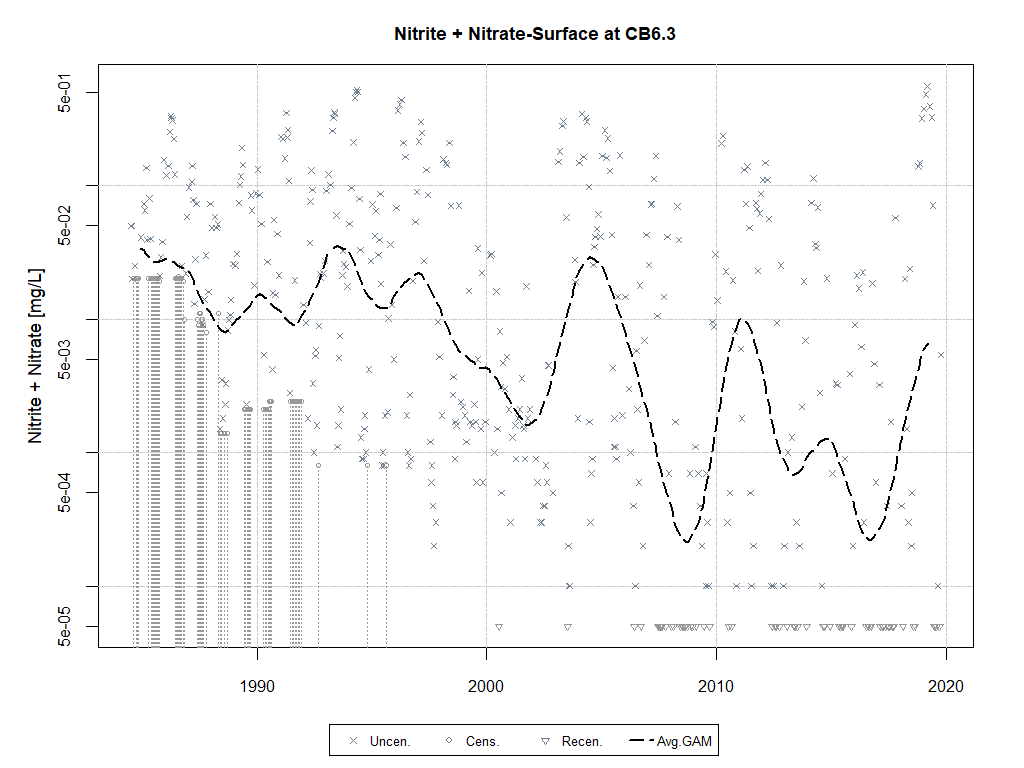 Nitrite + Nitrate-Surface at CB6.3
Nitrite + Nitrate [mg/L]
5e-01
5e-02
5e-03
5e-04
5e-05
1990 2000 2010 2020
Uncen. Cens. Recen. Avg.GAM